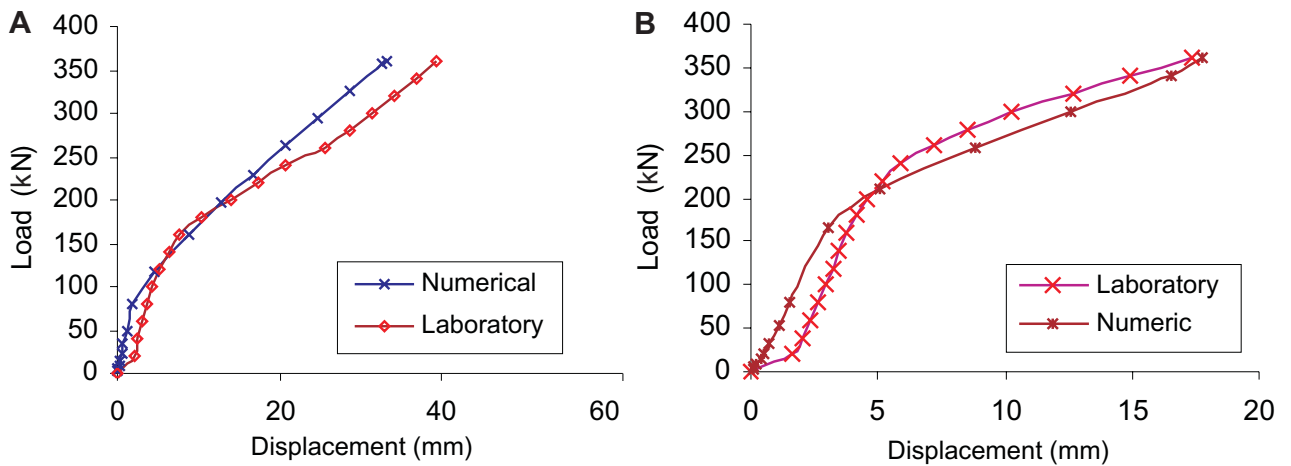 A
Load (kN)
400
350
300
250
200
150
100
50
0
0 20 40 60
Displacement (mm)
Numerical
Laboratory
B
Load (kN)
400
350
300
250
200
150
100
50
0
0 5 10 15 20
Displacement (mm)
Laboratory
Numeric